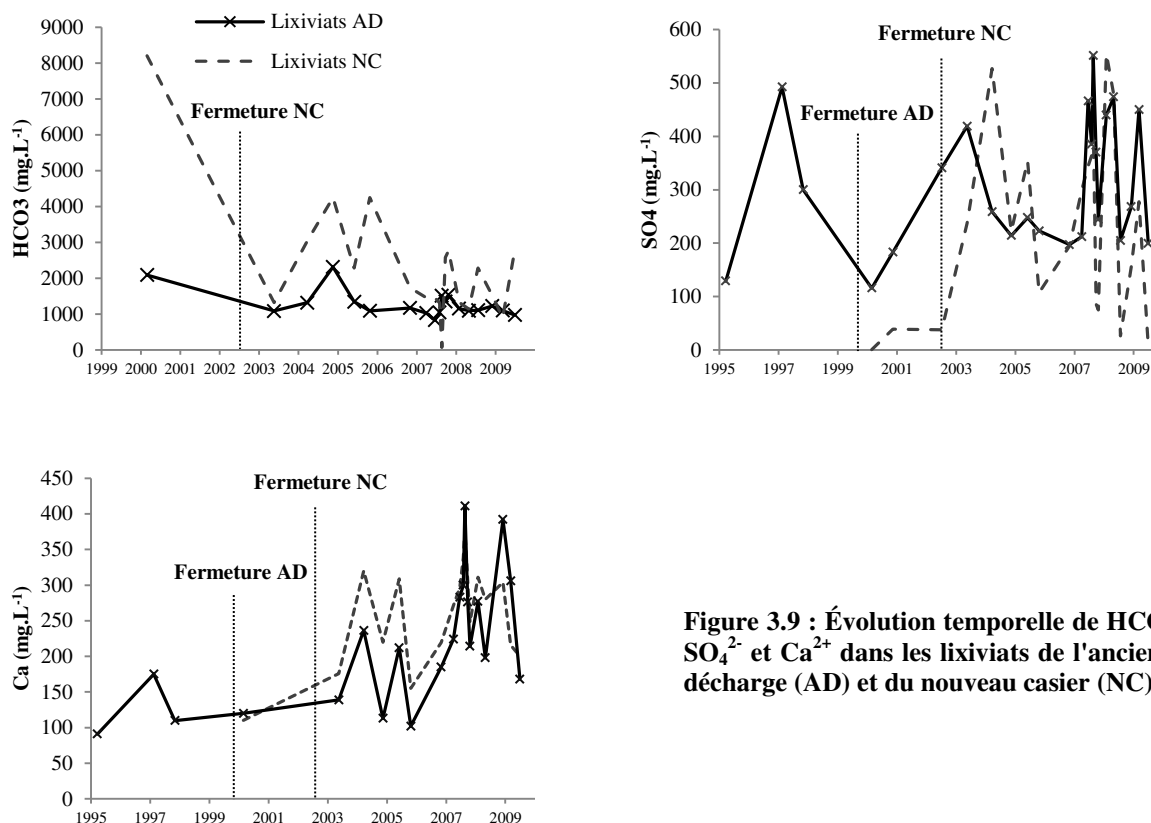 Lixiviats AD
Lixiviats NC
Fermeture NC
HCO3 (mg.L-1)
9000
8000
7000
6000
5000
4000
3000
2000
1000
0
1999 2000 2001 2002 2003 2004 2005 2006 2007 2008 2009
Fermeture NC
Fermeture AD
SO4 (mg.L-1)
600
500
400
300
200
100
0
1995 1997 1999 2001 2003 2005 2007 2009
Fermeture NC
Fermeture AD
Ca (mg.L-1)
450
400
350
300
250
200
150
100
50
0
1995 1997 1999 2001 2003 2005 2007 2009
Figure 3.9 : Évolution temporelle de HCO
SO4 2- et Ca2+ dans les lixiviats de l'ancien
décharge (AD) et du nouveau casier (NC)